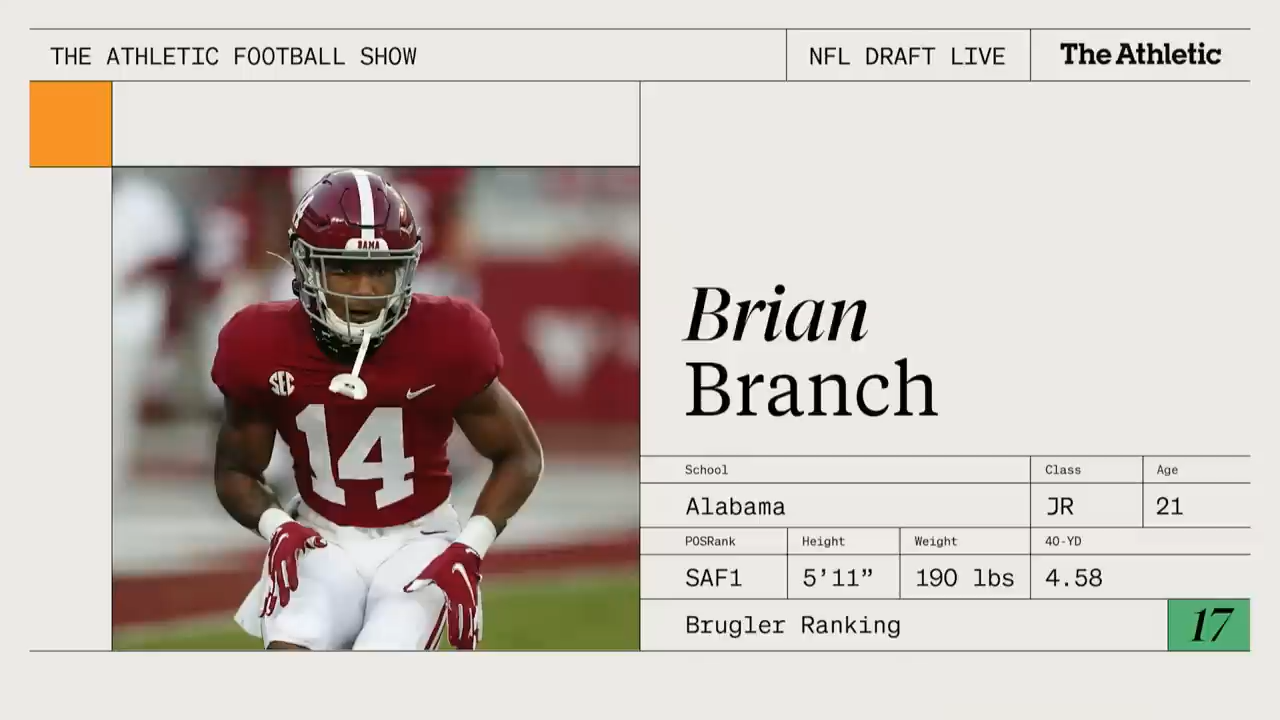 THE ATHLETIC FOOTBALL SHOW
NFL DRAFT LIVE
The Athletic
BAMA
SEC
14
Brian
Branch
School
Class
Age
Alabama
JR
21
POSRank
Height
Weight
40-YD
SAF1
5’11”
190 lbs
4.58
Brugler Ranking
17